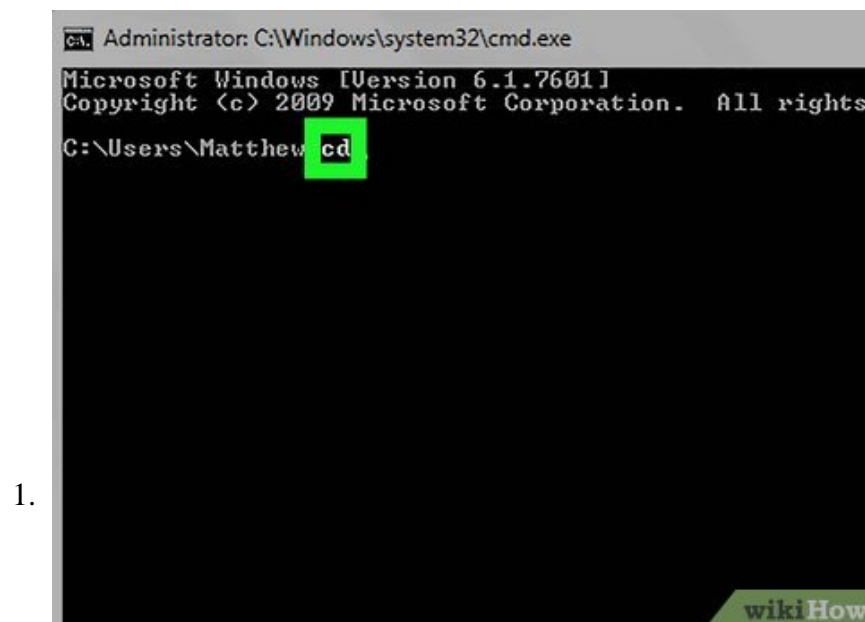 Administrator: C:\Windows\system32\cmd.exe
Microsoft Windows [Version 6.1.7601]
Copyright (c) 2009 Microsoft Corporation. All rights
C:\Users\Matthew cd
1.
wikiHow